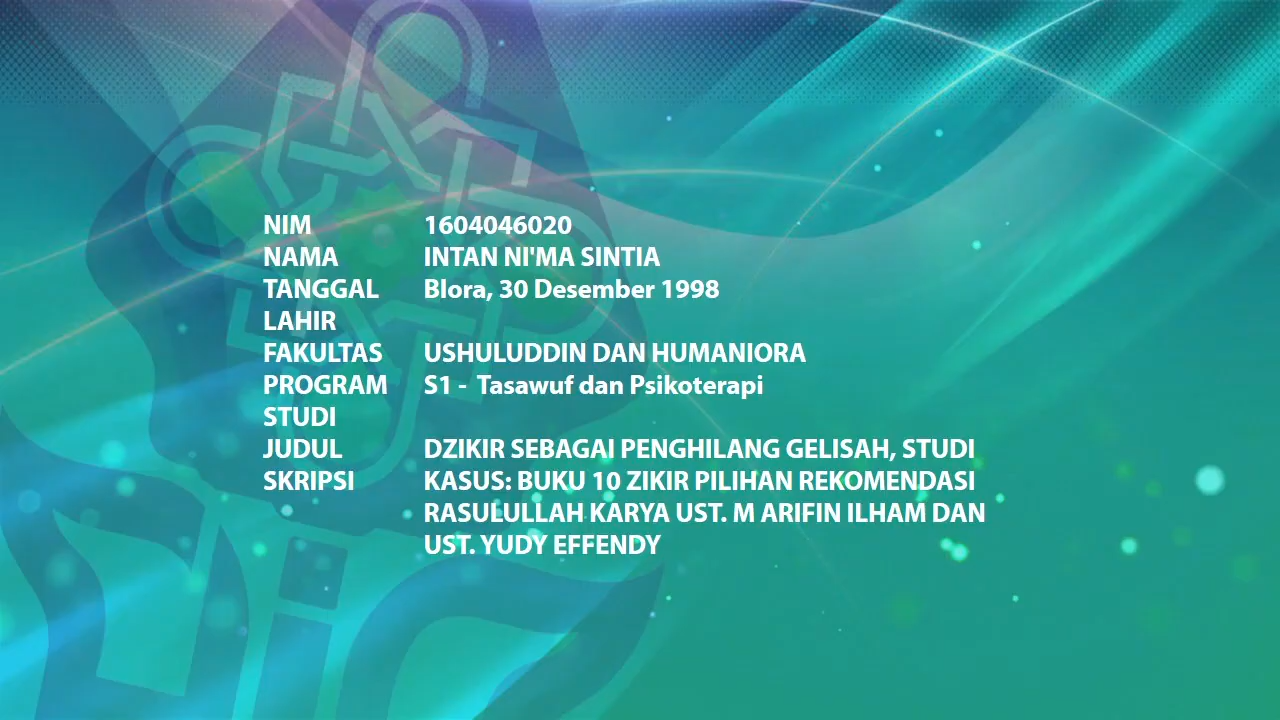 NIM 1604046020
NAMA INTAN NI'MA SINTIA
TANGGAL Blora, 30 Desember 1998
LAHIR
FAKULTAS USHULUDDIN DAN HUMANIORA
PROGRAM S1 - Tasawuf dan Psikoterapi
STUDI
JUDUL DZIKIR SEBAGAI PENGHILANG GELISAH, STUDI
SKRIPSI KASUS: BUKU 10 ZIKIR PILIHAN REKOMENDASI
RASULULLAH KARYA UST. M ARIFIN ILHAM DAN
UST. YUDY EFFENDY